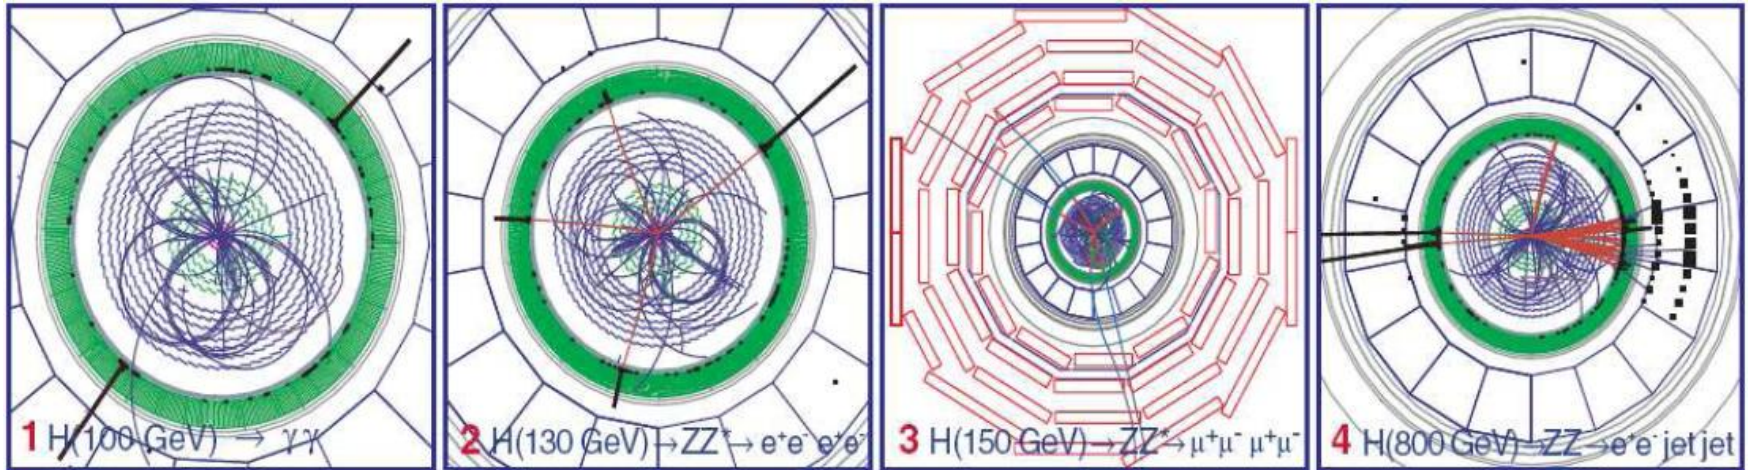 1 H(100 GeV) → γγ
2 H(130 GeV)→ZZ*→e⁺e⁻ e⁺e⁻
3 H(150 GeV)→ZZ*→μ⁺μ⁻ μ⁺μ⁻
4 H(800 GeV)→ZZ→e⁺e⁻ jet jet